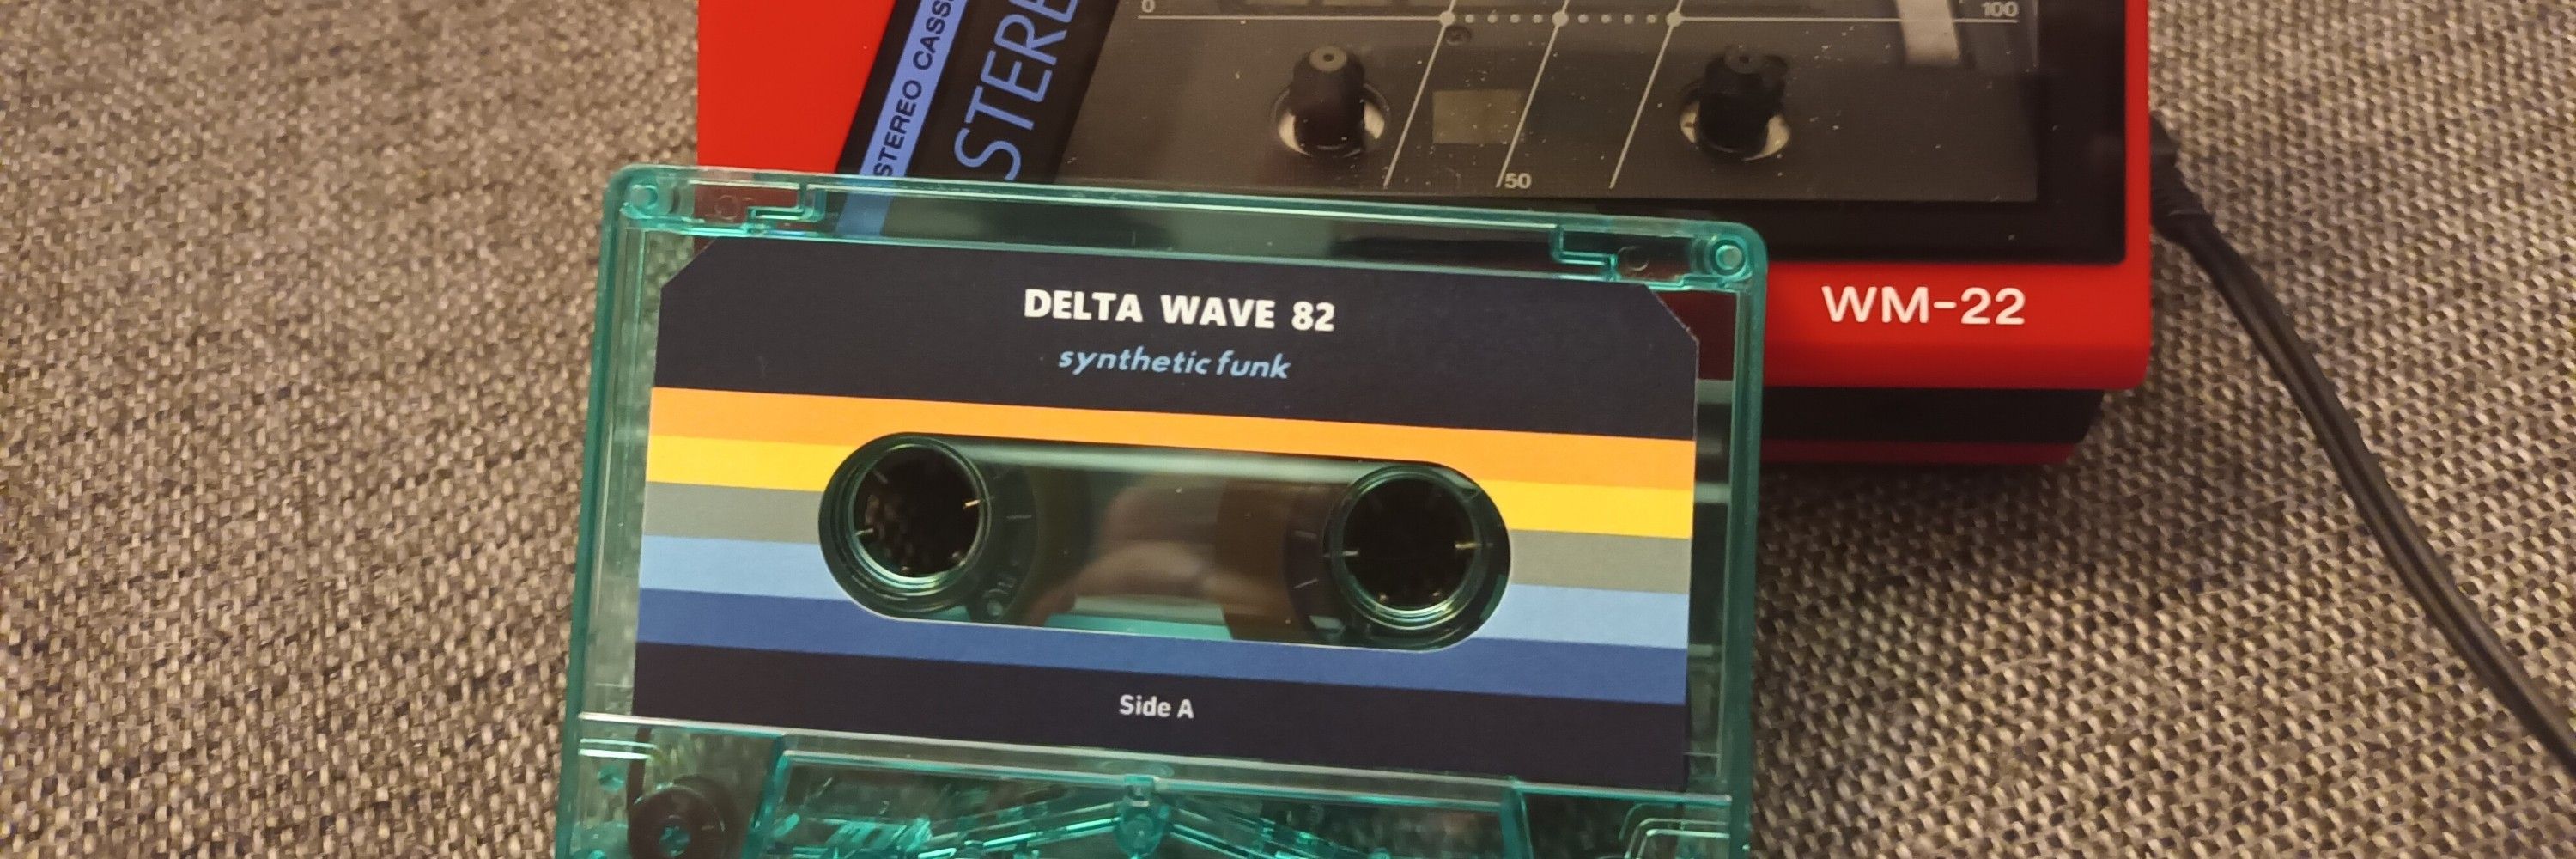 0
100
STEREO CASS
STERE
50
WM-22
DELTA WAVE 82
synthetic funk
Side A